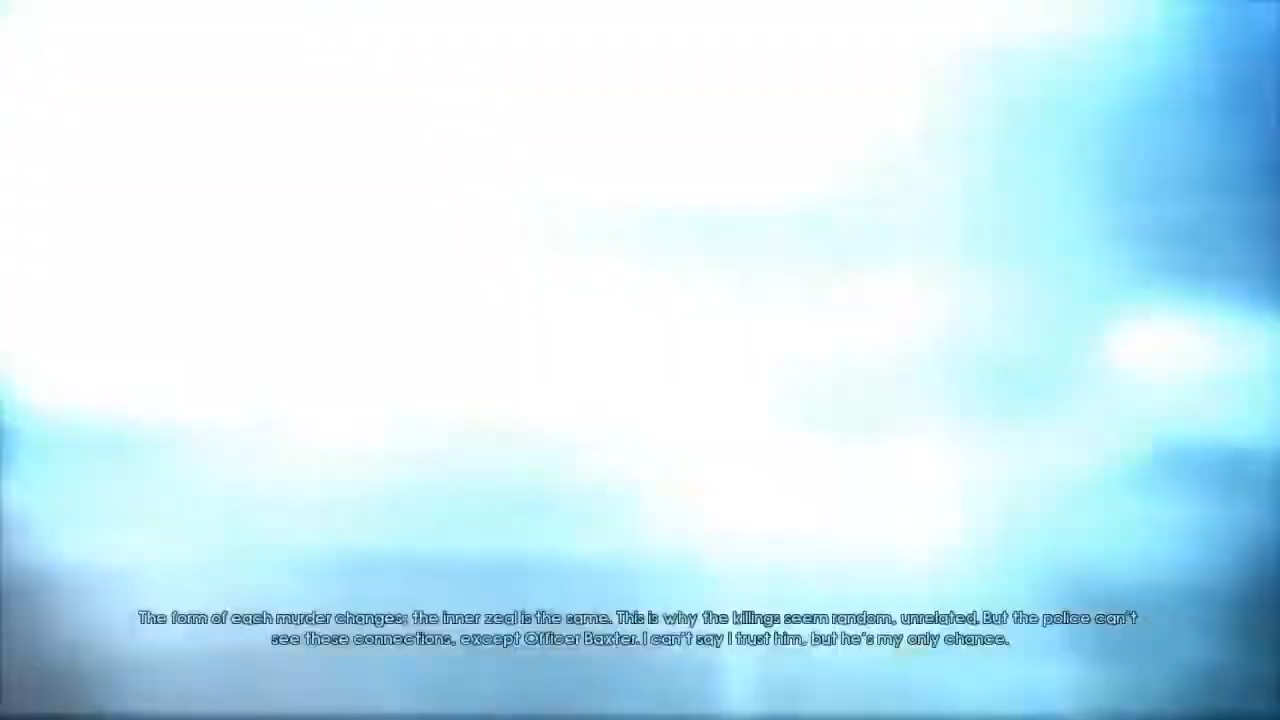 The form of each murder changes; the inner zeal is the same. This is why the killings seem random, unrelated. But the police can't
see those connections, except Officer Baxter. I can't say I trust him, but he's my only chance.